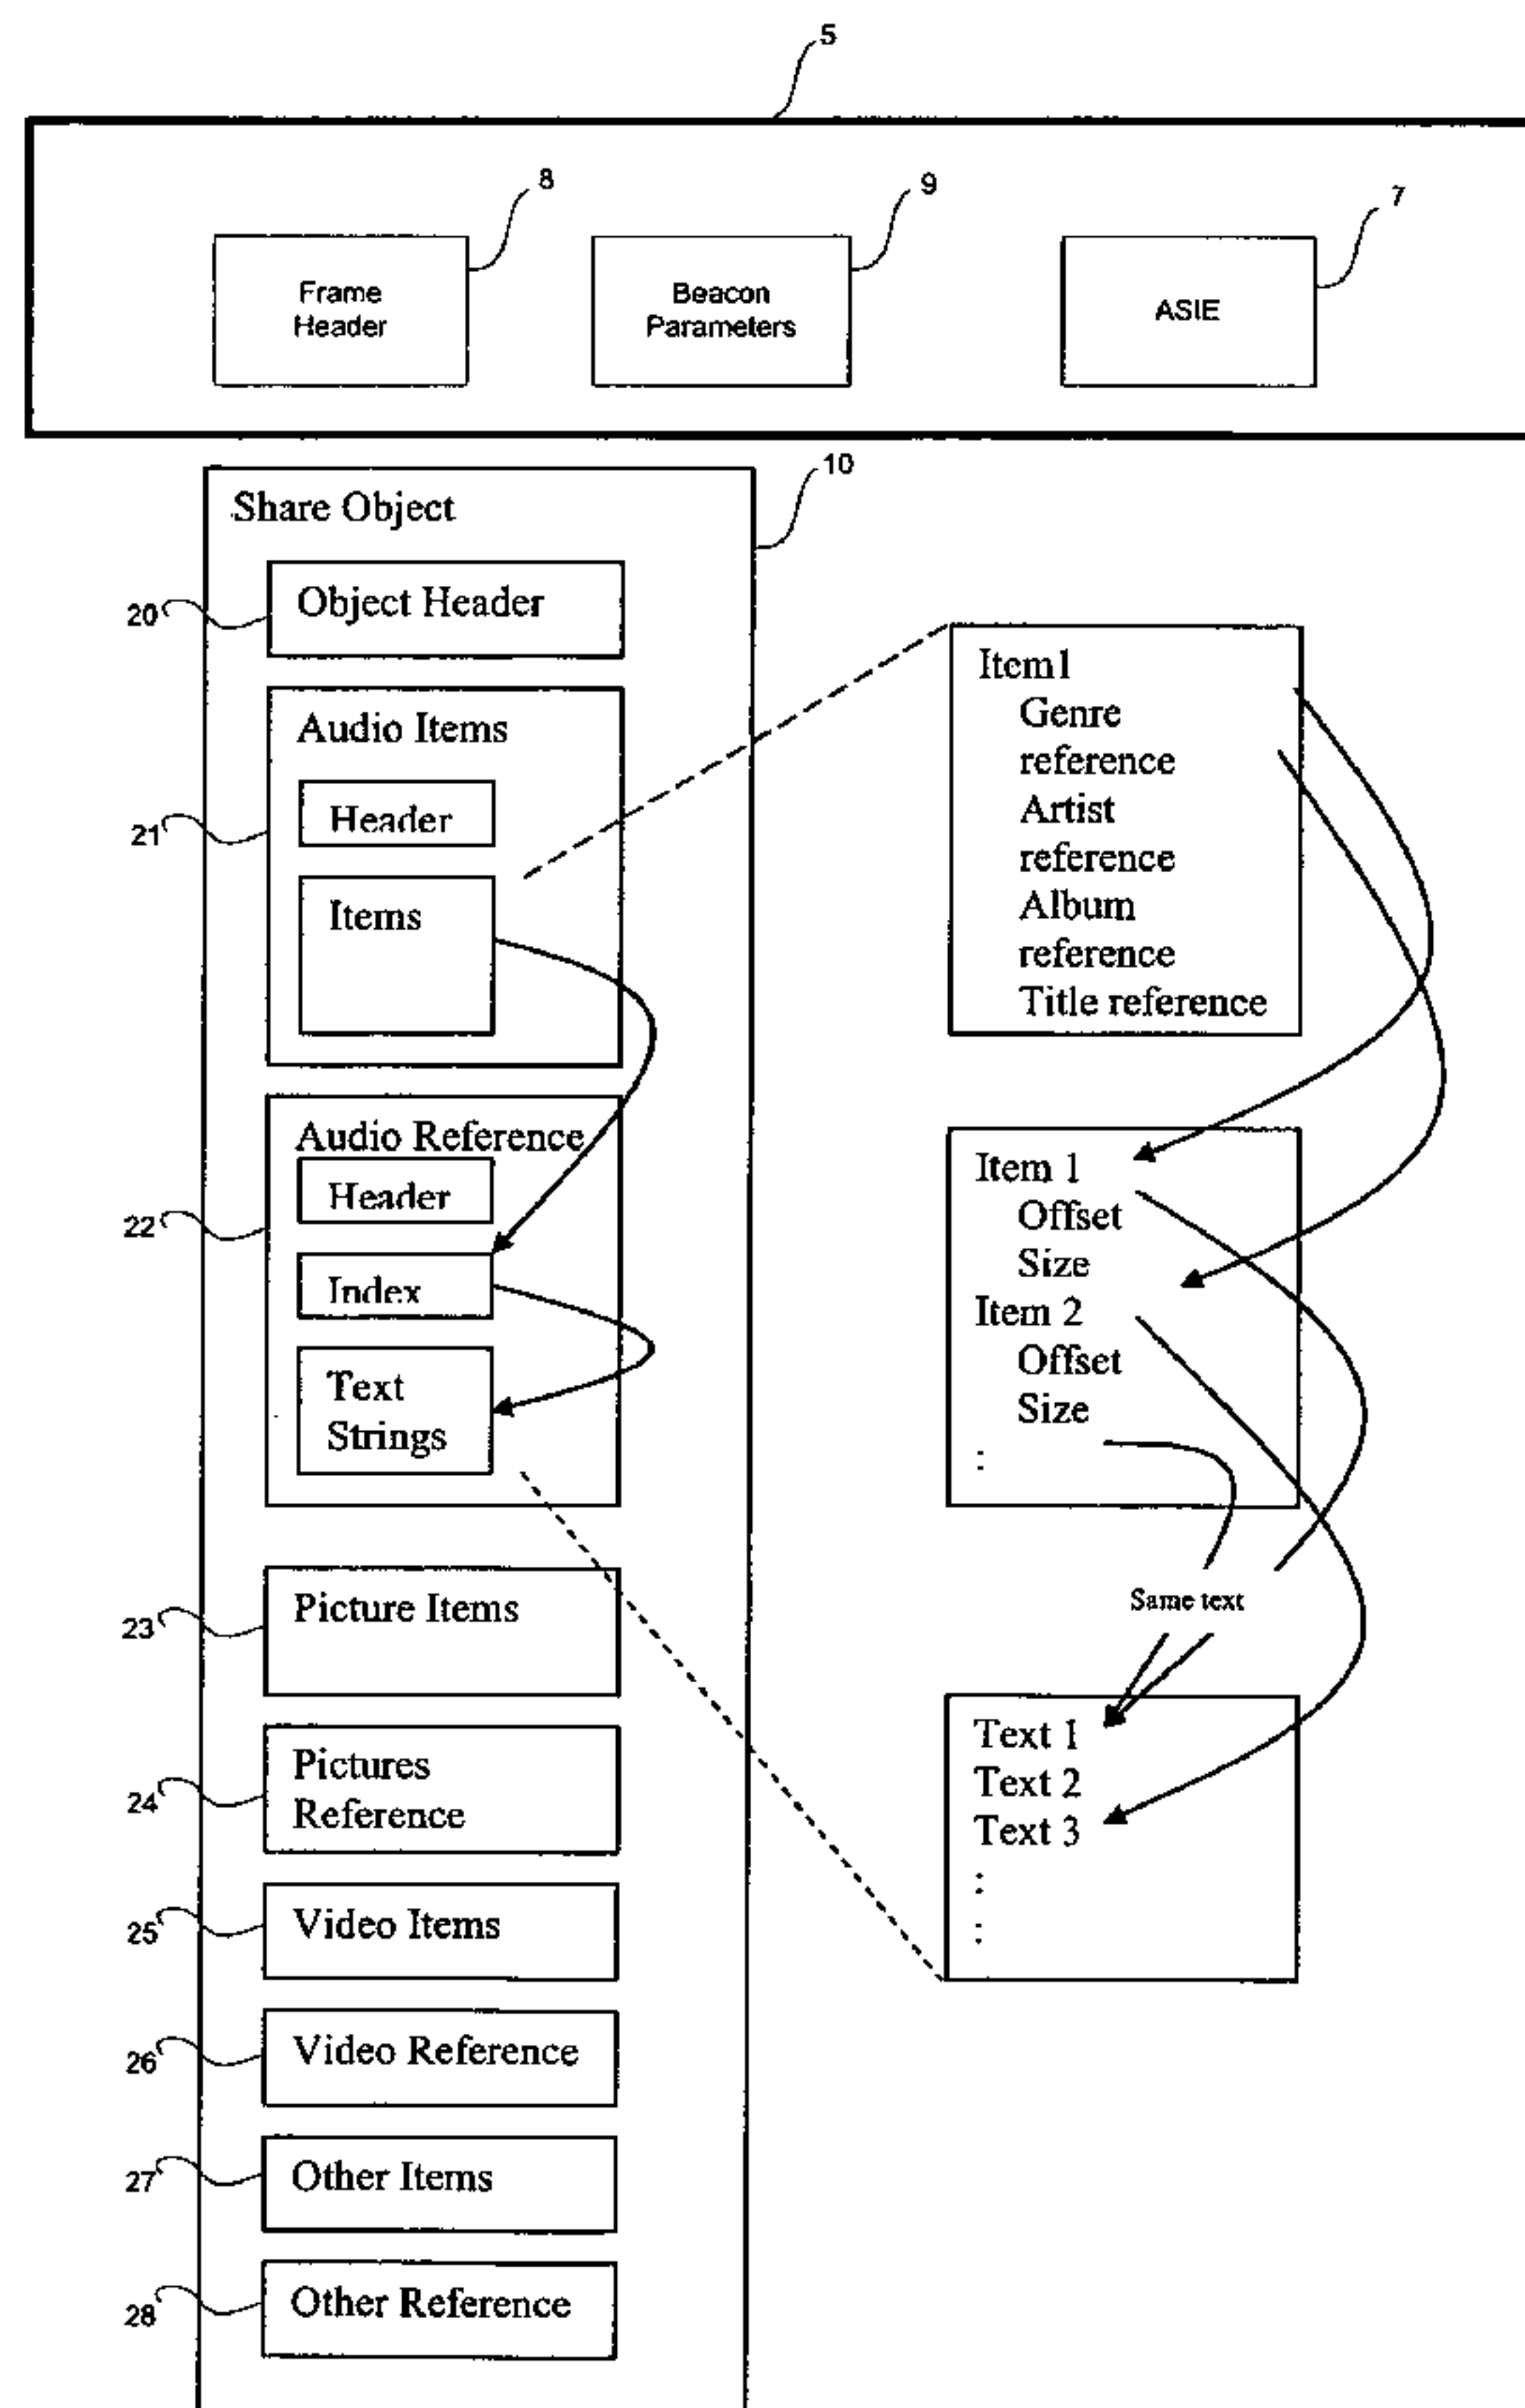 5
8
9
7
Frame
Header
Beacon
Parameters
ASIE
10
Share Object
20
Object Header
21
Audio Items
Header
Items
22
Audio Reference
Header
Index
Text
Strings
23
Picture Items
24
Pictures
Reference
25
Video Items
26
Video Reference
27
Other Items
28
Other Reference
Item1
Genre
reference
Artist
reference
Album
reference
Title reference
Item 1
Offset
Size
Item 2
Offset
Size
:
Same text
Text 1
Text 2
Text 3
:
: